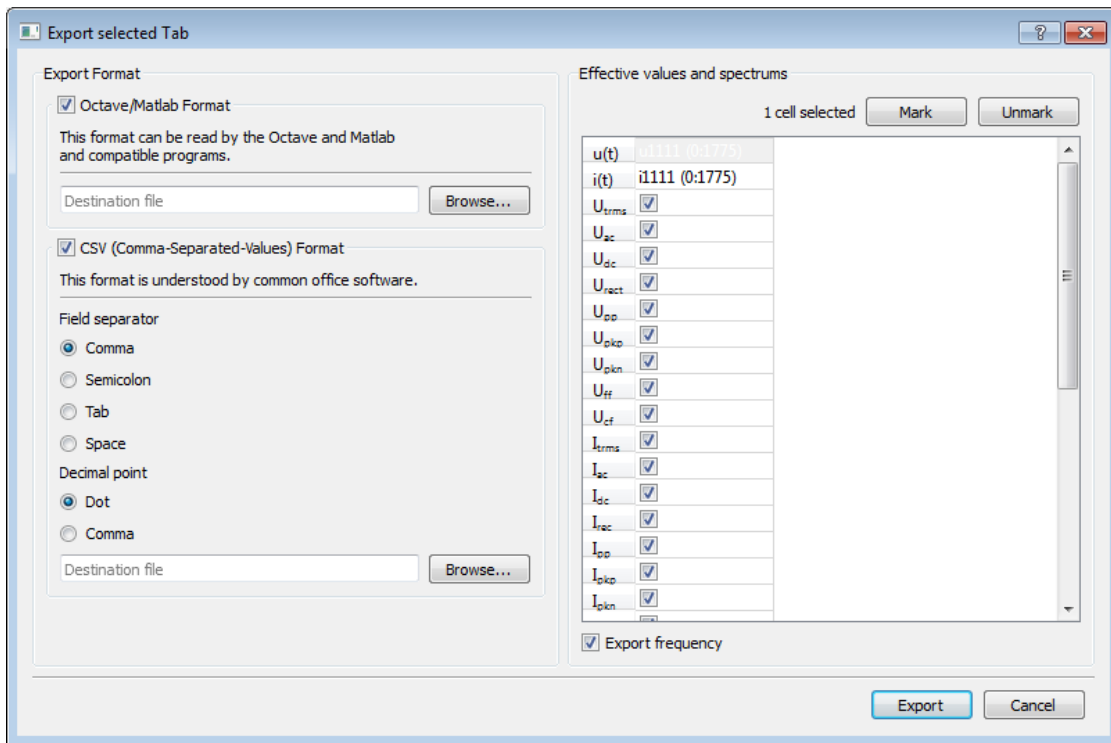 Export selected Tab
Export Format
Octave/Matlab Format
This format can be read by the Octave and Matlab
and compatible programs.
Destination file
Browse...
CSV (Comma-Separated-Values) Format
This format is understood by common office software.
Field separator
Comma
Semicolon
Tab
Space
Decimal point
Dot
Comma
Destination file
Browse...
Effective values and spectrums
1 cell selected Mark Unmark
u(t) u1111 (0:1775)
i(t) i1111 (0:1775)
Utrms
Uac
Udc
Urect
Upp
Upkp
Upkn
Uff
Ucf
Itrms
Iac
Idc
Irec
Ipp
Ipkp
Ipkn
Export frequency
Export Cancel